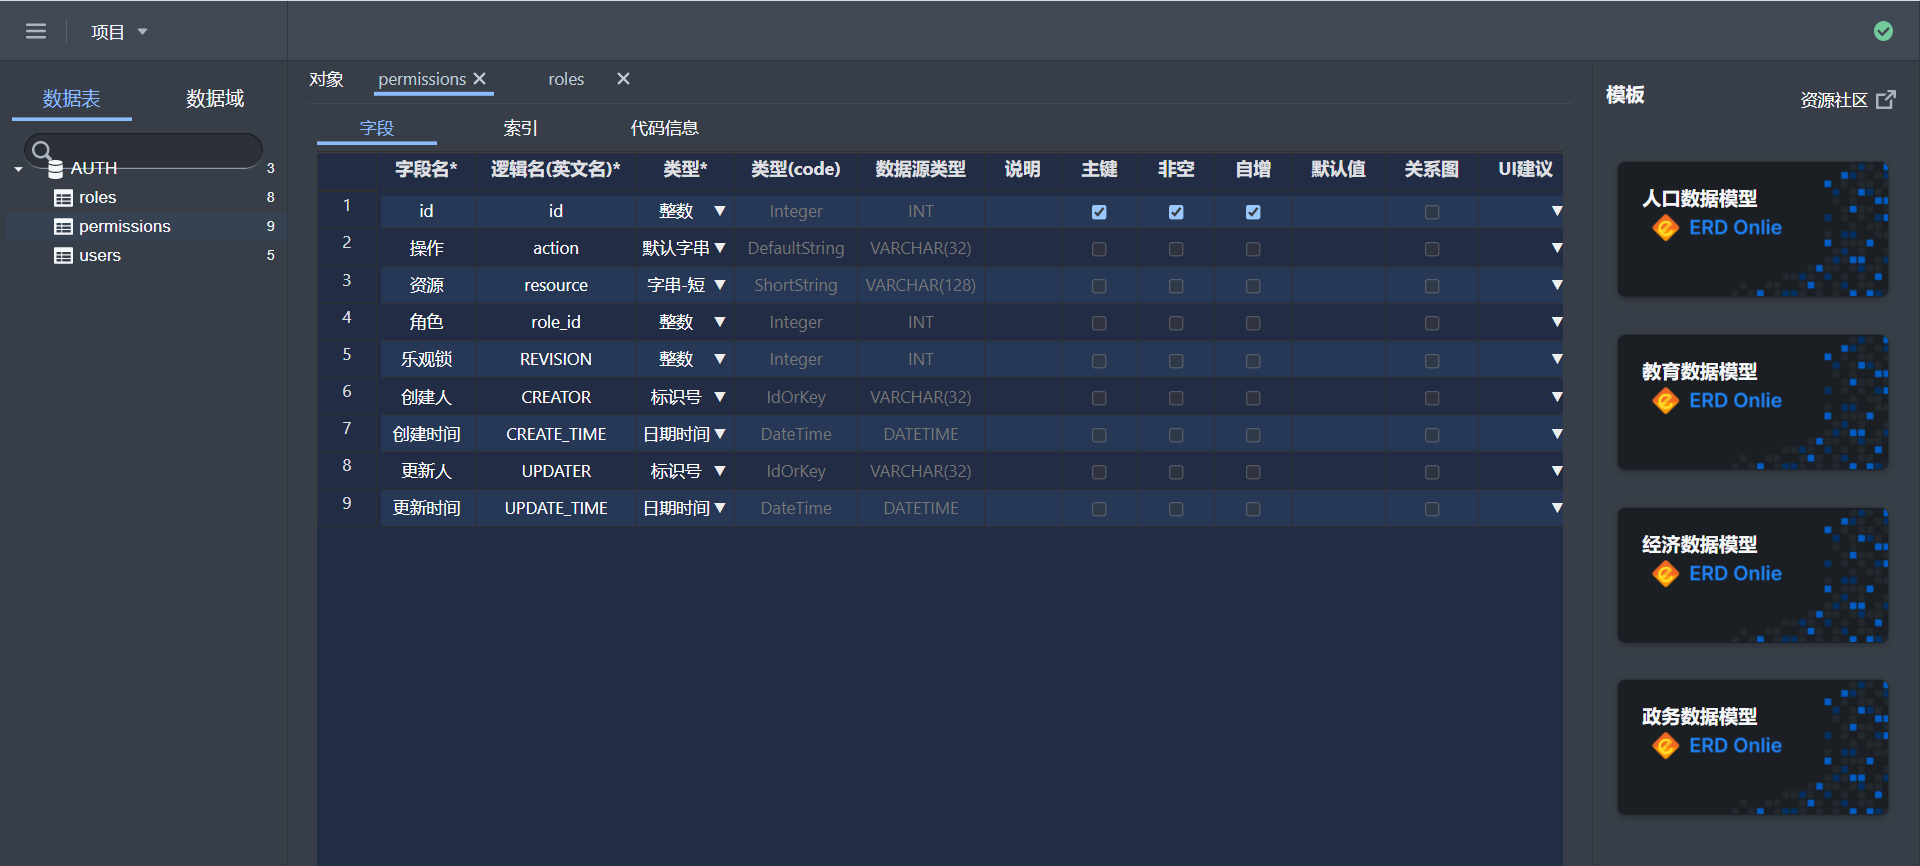 项目
数据表 数据域
AUTH 3
roles 8
permissions 9
users 5
对象 permissions roles
字段 索引 代码信息
字段名* 逻辑名(英文名)* 类型* 类型(code) 数据源类型 说明 主键 非空 自增 默认值 关系图 UI建议
1 id id 整数 Integer INT
2 操作 action 默认字串 DefaultString VARCHAR(32)
3 资源 resource 字串-短 ShortString VARCHAR(128)
4 角色 role_id 整数 Integer INT
5 乐观锁 REVISION 整数 Integer INT
6 创建人 CREATOR 标识号 IdOrKey VARCHAR(32)
7 创建时间 CREATE_TIME 日期时间 DateTime DATETIME
8 更新人 UPDATER 标识号 IdOrKey VARCHAR(32)
9 更新时间 UPDATE_TIME 日期时间 DateTime DATETIME
模板 资源社区
人口数据模型
ERD Onlie
教育数据模型
ERD Onlie
经济数据模型
ERD Onlie
政务数据模型
ERD Onlie